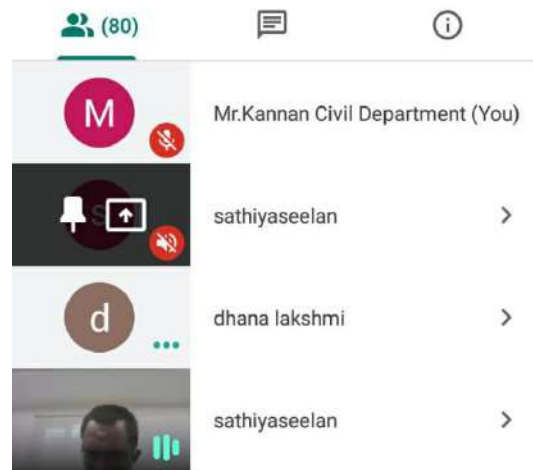 (80)
M
Mr.Kannan Civil Department (You)
s
sathiyaseelan
d
dhana lakshmi
sathiyaseelan